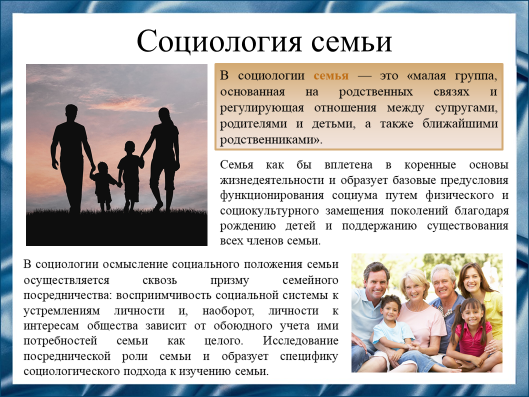 Социология семьи
В социологии семья — это «малая группа,
основанная на родственных связях и
регулирующая отношения между супругами,
родителями и детьми, а также ближайшими
родственниками».
Семья как бы вплетена в коренные основы
жизнедеятельности и образует базовые предусловия
функционирования социума путем физического и
социокультурного замещения поколений благодаря
рождению детей и поддержанию существования
всех членов семьи.
В социологии осмысление социального положения семьи
осуществляется сквозь призму семейного
посредничества: восприимчивость социальной системы к
устремлениям личности и, наоборот, личности к
интересам общества зависит от обоюдного учета ими
потребностей семьи как целого. Исследование
посреднической роли семьи и образует специфику
социологического подхода к изучению семьи.